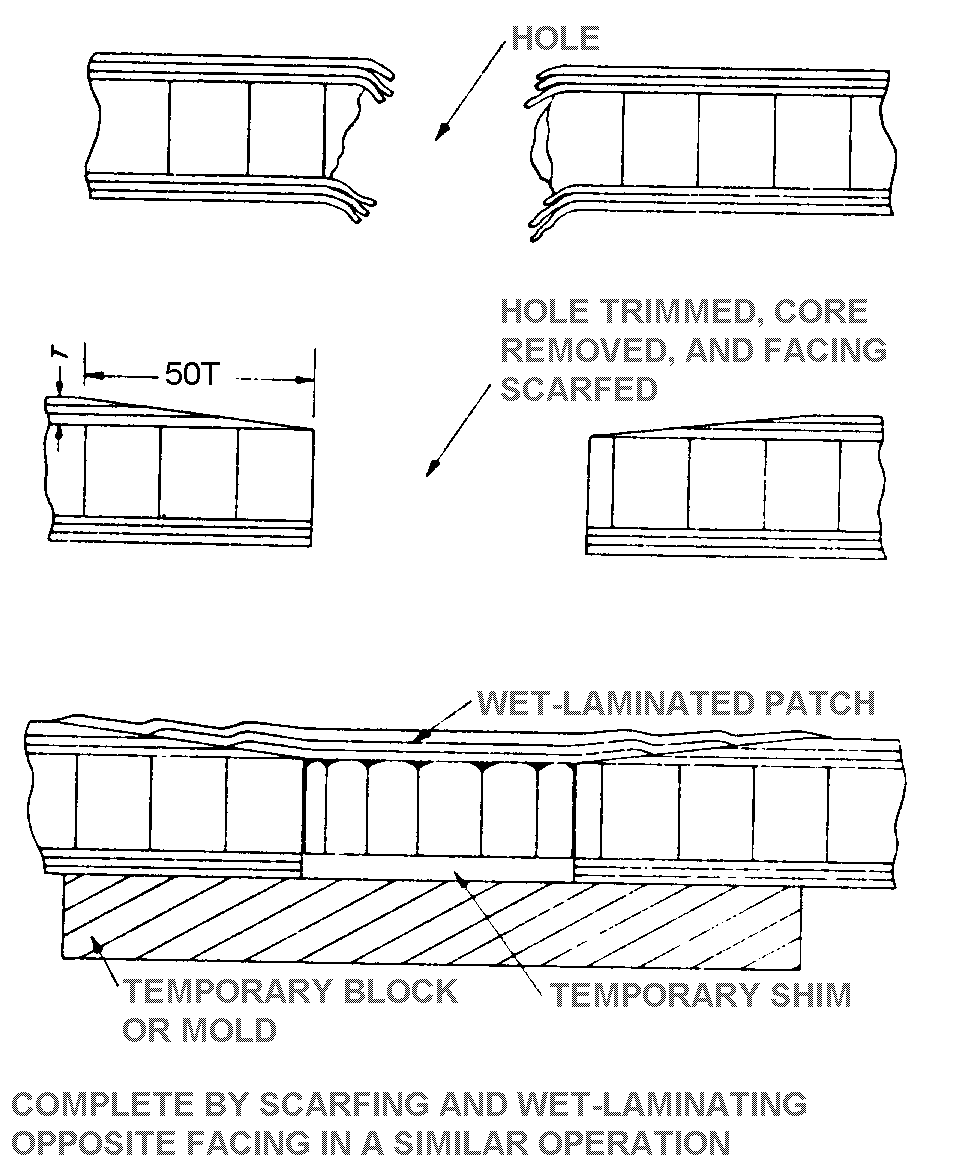 HOLE
HOLE TRIMMED, CORE
REMOVED, AND FACING
SCARFED
T
50T
WET-LAMINATED PATCH
TEMPORARY BLOCK
OR MOLD
TEMPORARY SHIM
COMPLETE BY SCARFING AND WET-LAMINATING
OPPOSITE FACING IN A SIMILAR OPERATION